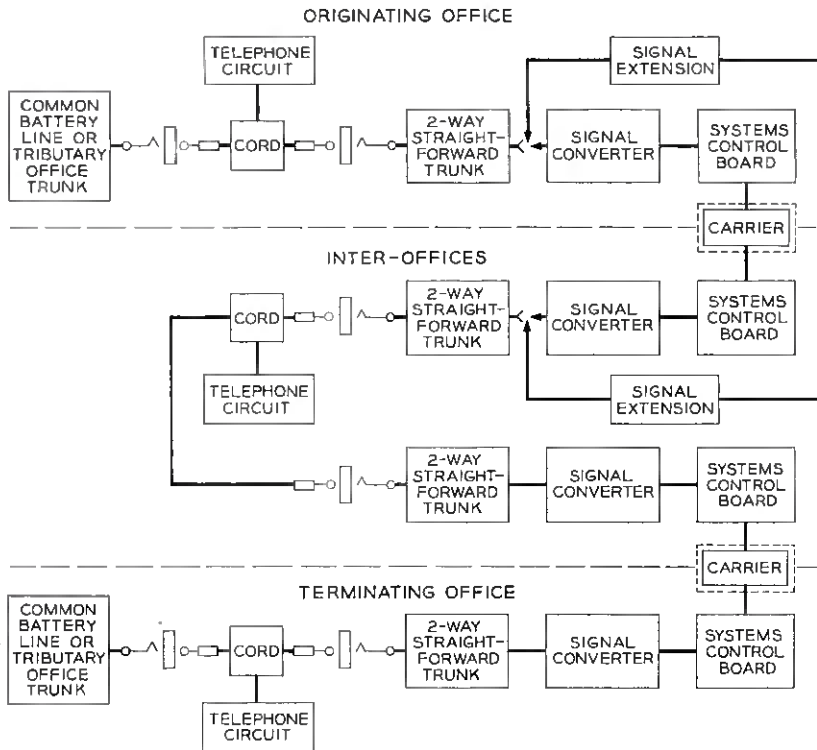 ORIGINATING OFFICE
TELEPHONE
CIRCUIT
SIGNAL
EXTENSION
COMMON
BATTERY
LINE OR
TRIBUTARY
OFFICE
TRUNK
CORD
2-WAY
STRAIGHT-
FORWARD
TRUNK
SIGNAL
CONVERTER
SYSTEMS
CONTROL
BOARD
CARRIER
INTER-OFFICES
CORD
TELEPHONE
CIRCUIT
2-WAY
STRAIGHT-
FORWARD
TRUNK
SIGNAL
CONVERTER
SYSTEMS
CONTROL
BOARD
SIGNAL
EXTENSION
2-WAY
STRAIGHT-
FORWARD
TRUNK
SIGNAL
CONVERTER
SYSTEMS
CONTROL
BOARD
CARRIER
TERMINATING OFFICE
COMMON
BATTERY
LINE OR
TRIBUTARY
OFFICE
TRUNK
CORD
TELEPHONE
CIRCUIT
2-WAY
STRAIGHT-
FORWARD
TRUNK
SIGNAL
CONVERTER
SYSTEMS
CONTROL
BOARD